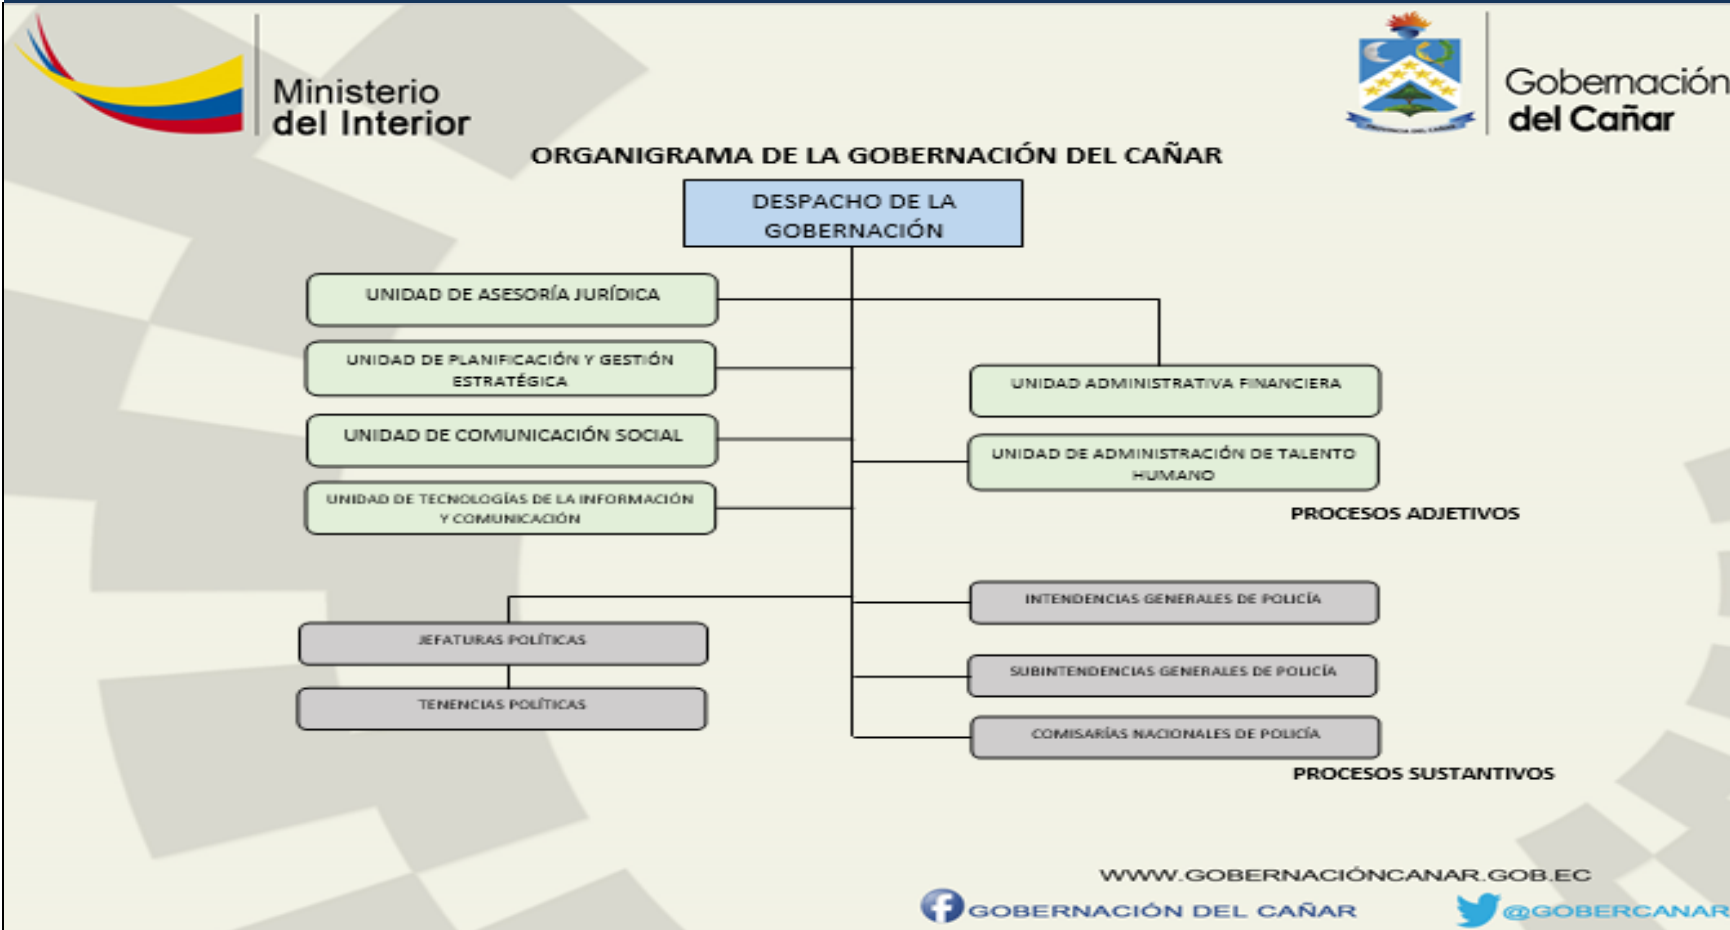 Ministerio
del Interior
Gobernación
del Cañar
PROVINCIA DEL CAÑAR
ORGANIGRAMA DE LA GOBERNACIÓN DEL CAÑAR
DESPACHO DE LA
GOBERNACIÓN
UNIDAD DE ASESORÍA JURÍDICA
UNIDAD DE PLANIFICACIÓN Y GESTIÓN
ESTRATÉGICA
UNIDAD DE COMUNICACIÓN SOCIAL
UNIDAD DE TECNOLOGÍAS DE LA INFORMACIÓN
Y COMUNICACIÓN
UNIDAD ADMINISTRATIVA FINANCIERA
UNIDAD DE ADMINISTRACIÓN DE TALENTO
HUMANO
PROCESOS ADJETIVOS
JEFATURAS POLÍTICAS
TENENCIAS POLÍTICAS
INTENDENCIAS GENERALES DE POLICÍA
SUBINTENDENCIAS GENERALES DE POLICÍA
COMISARÍAS NACIONALES DE POLICÍA
PROCESOS SUSTANTIVOS
WWW.GOBERNACIÓNCANAR.GOB.EC
GOBERNACIÓN DEL CAÑAR
@GOBERCANAR